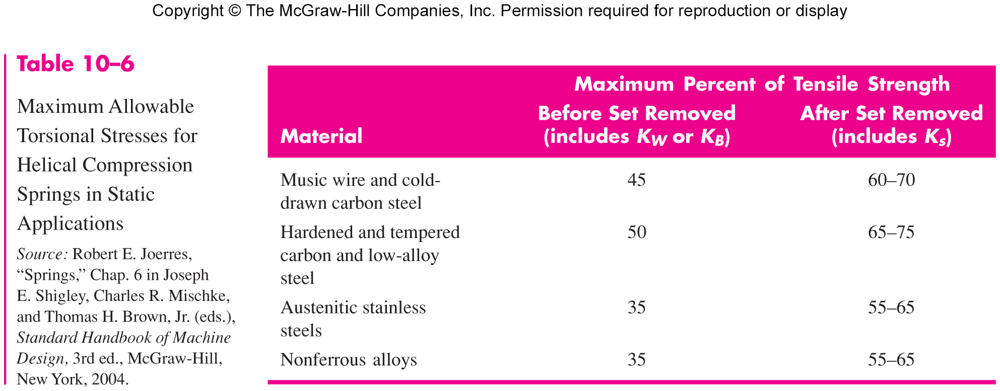 Copyright © The McGraw-Hill Companies, Inc. Permission required for reproduction or display
Table 10–6
Maximum Allowable
Torsional Stresses for
Helical Compression
Springs in Static
Applications
Source: Robert E. Joerres,
“Springs,” Chap. 6 in Joseph
E. Shigley, Charles R. Mischke,
and Thomas H. Brown, Jr. (eds.),
Standard Handbook of Machine
Design, 3rd ed., McGraw-Hill,
New York, 2004.
Maximum Percent of Tensile Strength
Before Set Removed After Set Removed
Material (includes KW or KB) (includes Ks)
Music wire and cold- 45 60–70
drawn carbon steel
Hardened and tempered 50 65–75
carbon and low-alloy
steel
Austenitic stainless 35 55–65
steels
Nonferrous alloys 35 55–65